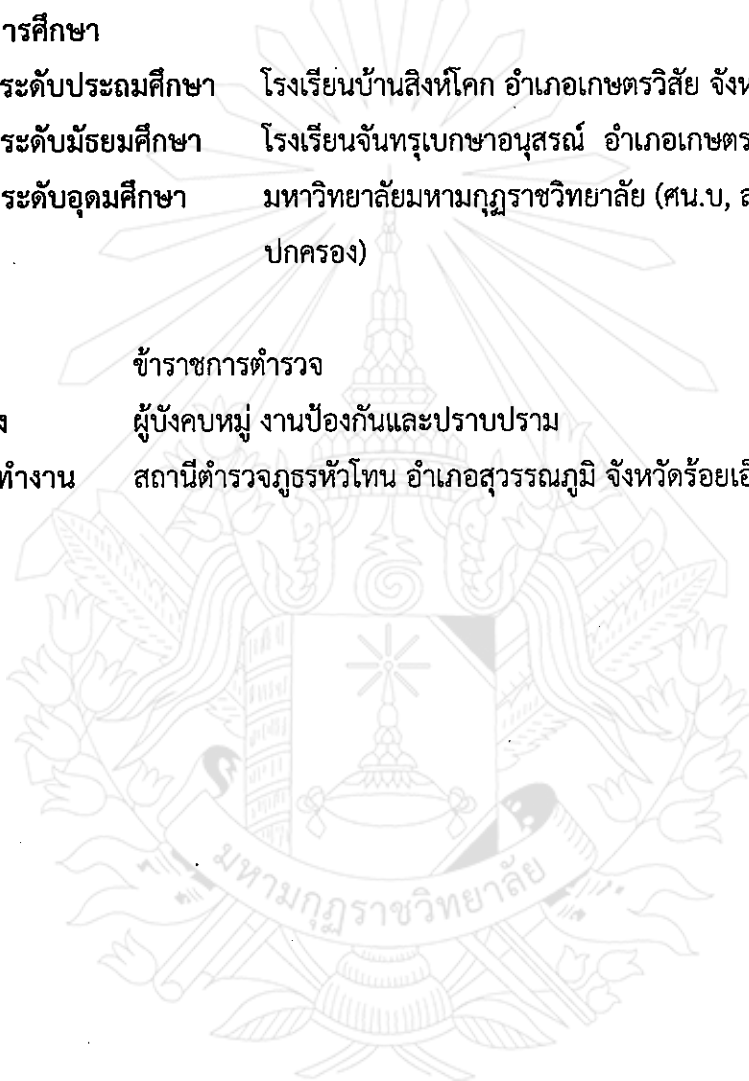 ารศึกษา
ระดับประถมศึกษา โรงเรียนบ้านสิงห์โคก อำเภอเกษตรวิสัย จังห
ระดับมัธยมศึกษา โรงเรียนจันทรุเบกษาอนุสรณ์ อำเภอเกษตร
ระดับอุดมศึกษา มหาวิทยาลัยมหามกุฏราชวิทยาลัย (ศน.บ, ส
ปกครอง)
ข้าราชการตำรวจ
ง ผู้บังคบหมู่ งานป้องกันและปราบปราม
ทำงาน สถานีตำรวจภูธรหัวโทน อำเภอสุวรรณภูมิ จังหวัดร้อยเอ็
มหามกุฏราชวิทยาลัย